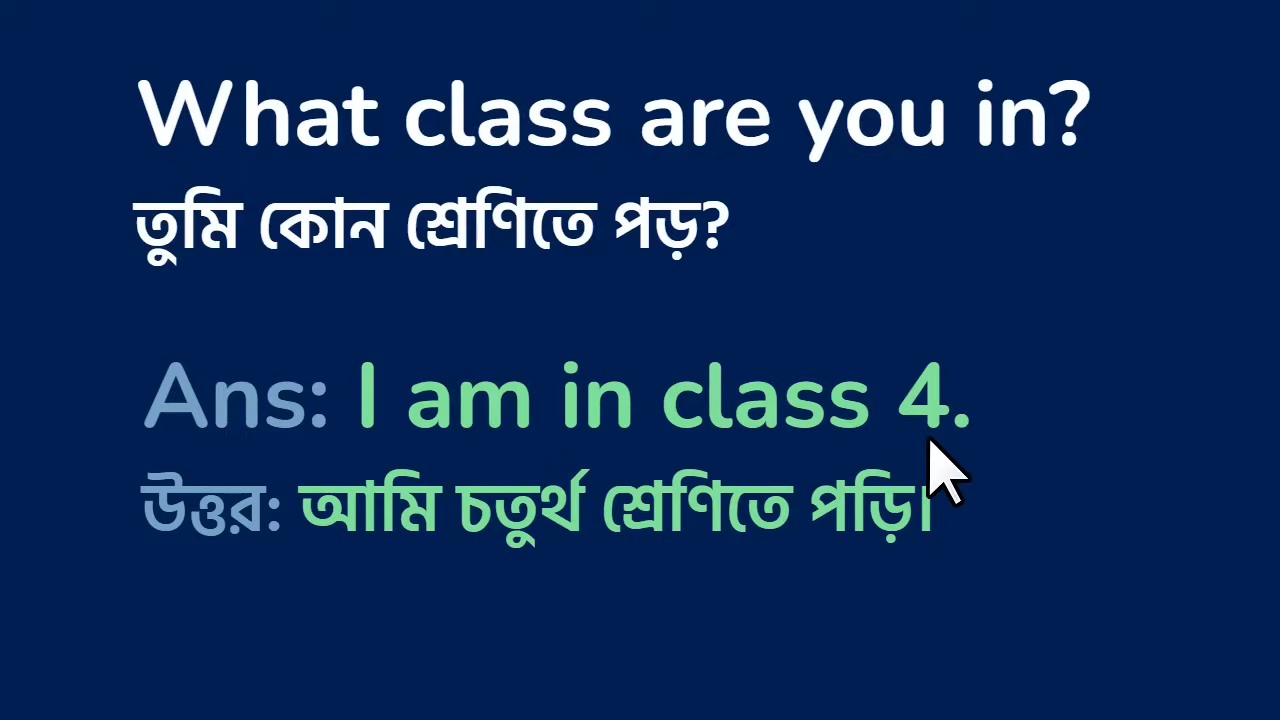 What class are you in?
তুমি কোন শ্রেণিতে পড়?
Ans: I am in class 4.
উত্তর: আমি চতুর্থ শ্রেণিতে পড়ি।